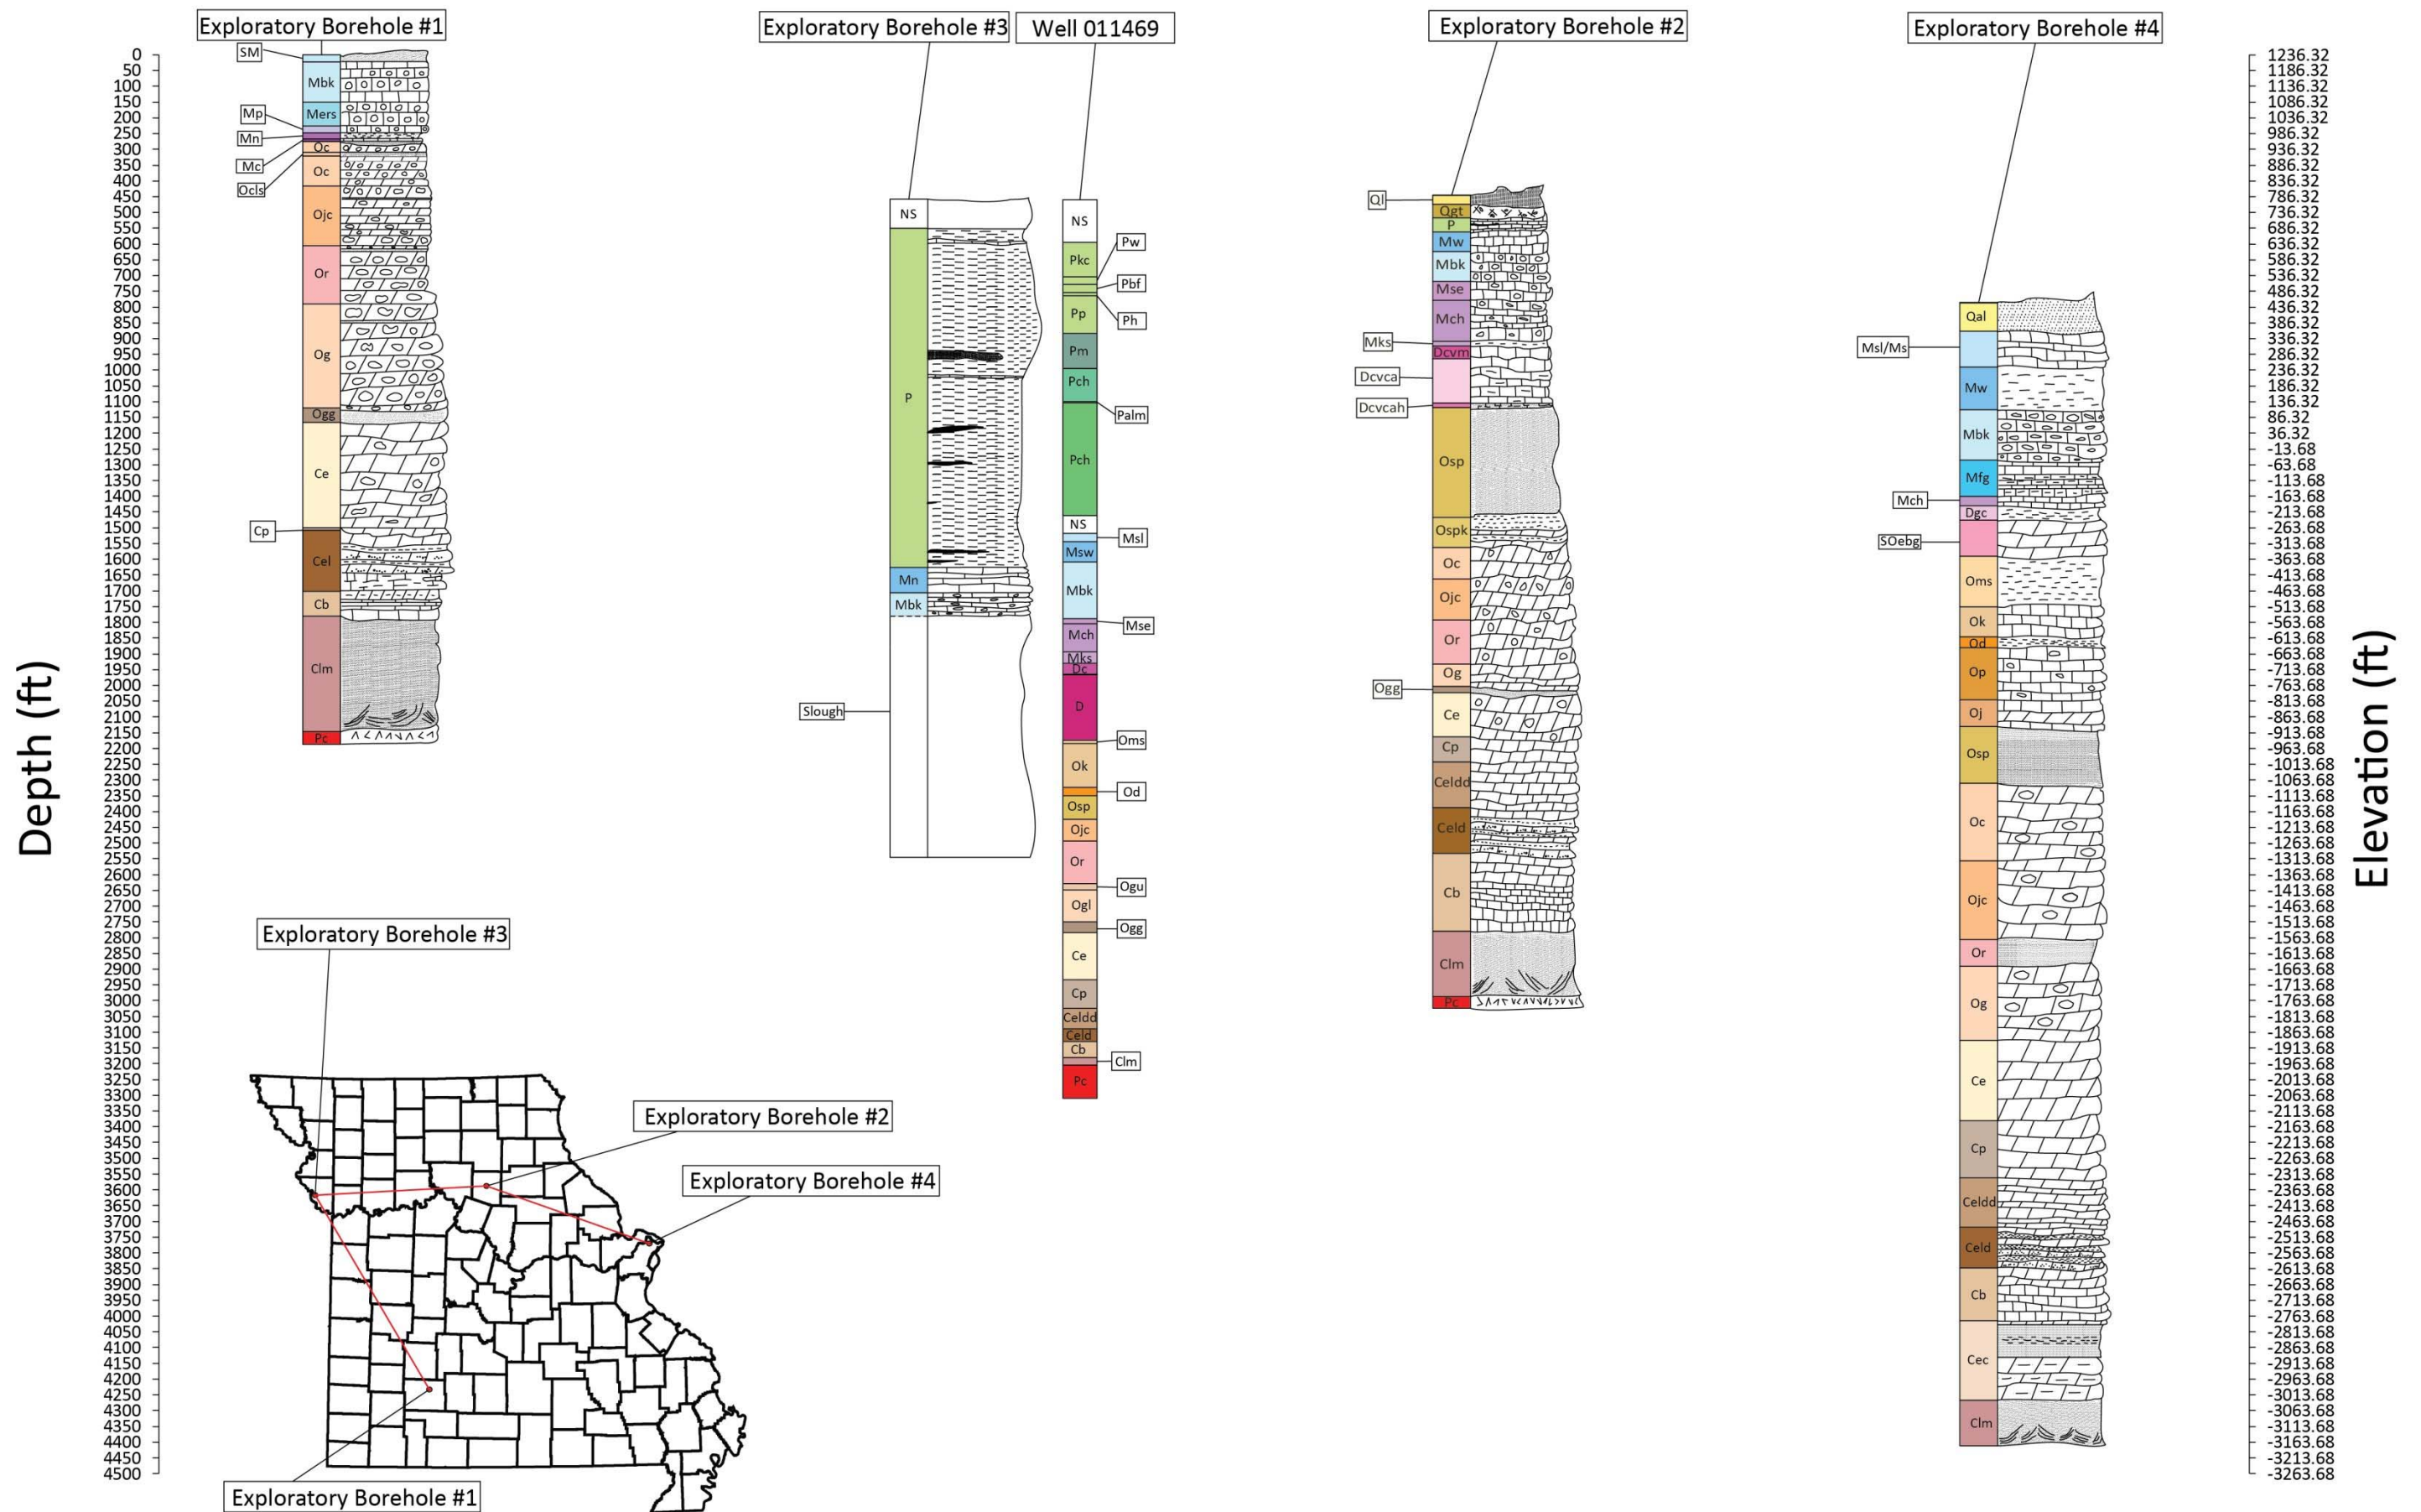 Exploratory Borehole #1
Exploratory Borehole #3
Well 011469
Exploratory Borehole #2
Exploratory Borehole #4
Depth (ft)
0
50
100
150
200
250
300
350
400
450
500
550
600
650
700
750
800
850
900
950
1000
1050
1100
1150
1200
1250
1300
1350
1400
1450
1500
1550
1600
1650
1700
1750
1800
1850
1900
1950
2000
2050
2100
2150
2200
2250
2300
2350
2400
2450
2500
2550
2600
2650
2700
2750
2800
2850
2900
2950
3000
3050
3100
3150
3200
3250
3300
3350
3400
3450
3500
3550
3600
3650
3700
3750
3800
3850
3900
3950
4000
4050
4100
4150
4200
4250
4300
4350
4400
4450
4500
SM
Mbk
Mers
Mp
Mn
Oc
Mc
Oc
Ocls
Ojc
Or
Og
Ogg
Ce
Cp
Cel
Cb
Clm
Pc
NS
P
Mn
Mbk
Slough
NS
Pw
Pkc
Pbf
Pp
Ph
Pm
Pch
Palm
Pch
NS
Msl
Msw
Mbk
Mse
Mch
Mks
Dc
D
Oms
Ok
Od
Osp
Ojc
Or
Ogu
Ogl
Ogg
Ce
Cp
Celdd
Celd
Cb
Clm
Pc
Ql
Qgt
P
Mw
Mbk
Mse
Mch
Mks
Dcvm
Dcvca
Dcvcah
Osp
Ospk
Oc
Ojc
Or
Og
Ogg
Ce
Cp
Celdd
Celd
Cb
Clm
Pc
Qal
Msl/Ms
Mw
Mbk
Mfg
Mch
Dgc
SOebg
Oms
Ok
Od
Op
Oj
Osp
Oc
Ojc
Or
Og
Ce
Cp
Celdd
Celd
Cb
Cec
Clm
1236.32
1186.32
1136.32
1086.32
1036.32
986.32
936.32
886.32
836.32
786.32
736.32
686.32
636.32
586.32
536.32
486.32
436.32
386.32
336.32
286.32
236.32
186.32
136.32
86.32
36.32
-13.68
-63.68
-113.68
-163.68
-213.68
-263.68
-313.68
-363.68
-413.68
-463.68
-513.68
-563.68
-613.68
-663.68
-713.68
-763.68
-813.68
-863.68
-913.68
-963.68
-1013.68
-1063.68
-1113.68
-1163.68
-1213.68
-1263.68
-1313.68
-1363.68
-1413.68
-1463.68
-1513.68
-1563.68
-1613.68
-1663.68
-1713.68
-1763.68
-1813.68
-1863.68
-1913.68
-1963.68
-2013.68
-2063.68
-2113.68
-2163.68
-2213.68
-2263.68
-2313.68
-2363.68
-2413.68
-2463.68
-2513.68
-2563.68
-2613.68
-2663.68
-2713.68
-2763.68
-2813.68
-2863.68
-2913.68
-2963.68
-3013.68
-3063.68
-3113.68
-3163.68
-3213.68
-3263.68
Elevation (ft)
Exploratory Borehole #3
Exploratory Borehole #2
Exploratory Borehole #4
Exploratory Borehole #1